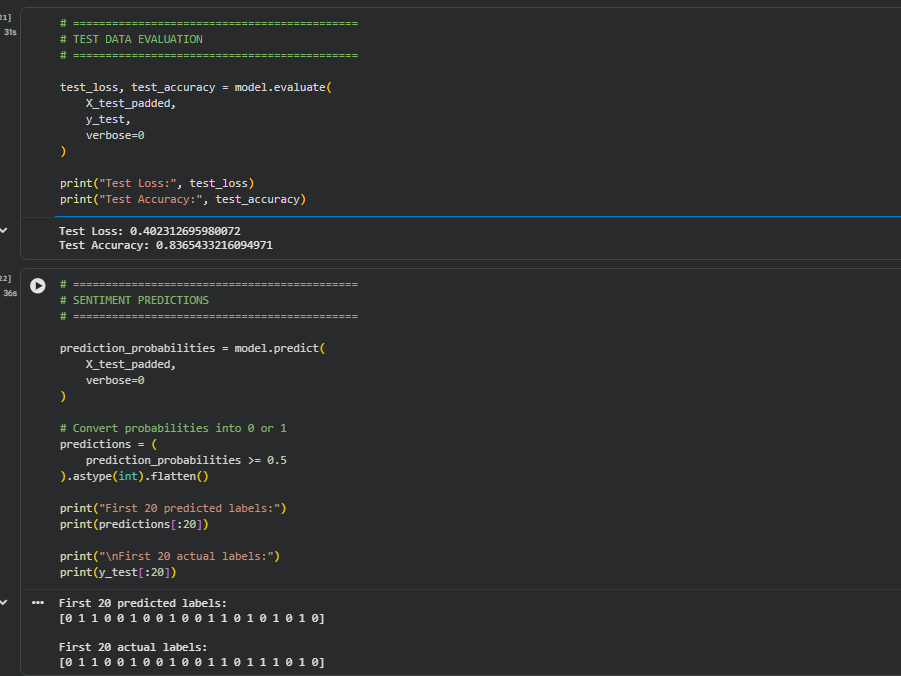 21]
31s
# ============================================
# TEST DATA EVALUATION
# ============================================
test_loss, test_accuracy = model.evaluate(
    X_test_padded,
    y_test,
    verbose=0
)
print("Test Loss:", test_loss)
print("Test Accuracy:", test_accuracy)
Test Loss: 0.402312695980072
Test Accuracy: 0.8365433216094971
22]
36s
# ============================================
# SENTIMENT PREDICTIONS
# ============================================
prediction_probabilities = model.predict(
    X_test_padded,
    verbose=0
)
# Convert probabilities into 0 or 1
predictions = (
    prediction_probabilities >= 0.5
).astype(int).flatten()
print("First 20 predicted labels:")
print(predictions[:20])
print("\nFirst 20 actual labels:")
print(y_test[:20])
First 20 predicted labels:
[0 1 1 0 0 1 0 0 1 0 0 1 1 0 1 0 1 0 1 0]
First 20 actual labels:
[0 1 1 0 0 1 0 0 1 0 0 1 1 0 1 1 1 0 1 0]